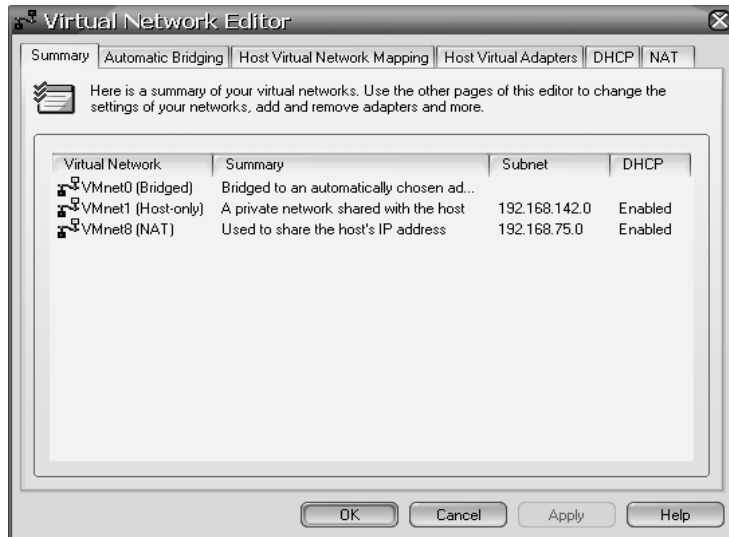 Virtual Network Editor
Summary Automatic Bridging Host Virtual Network Mapping Host Virtual Adapters DHCP NAT
Here is a summary of your virtual networks. Use the other pages of this editor to change the
settings of your networks, add and remove adapters and more.
Virtual Network Summary Subnet DHCP
VMnet0 (Bridged) Bridged to an automatically chosen ad...
VMnet1 (Host-only) A private network shared with the host 192.168.142.0 Enabled
VMnet8 (NAT) Used to share the host's IP address 192.168.75.0 Enabled
OK Cancel Apply Help